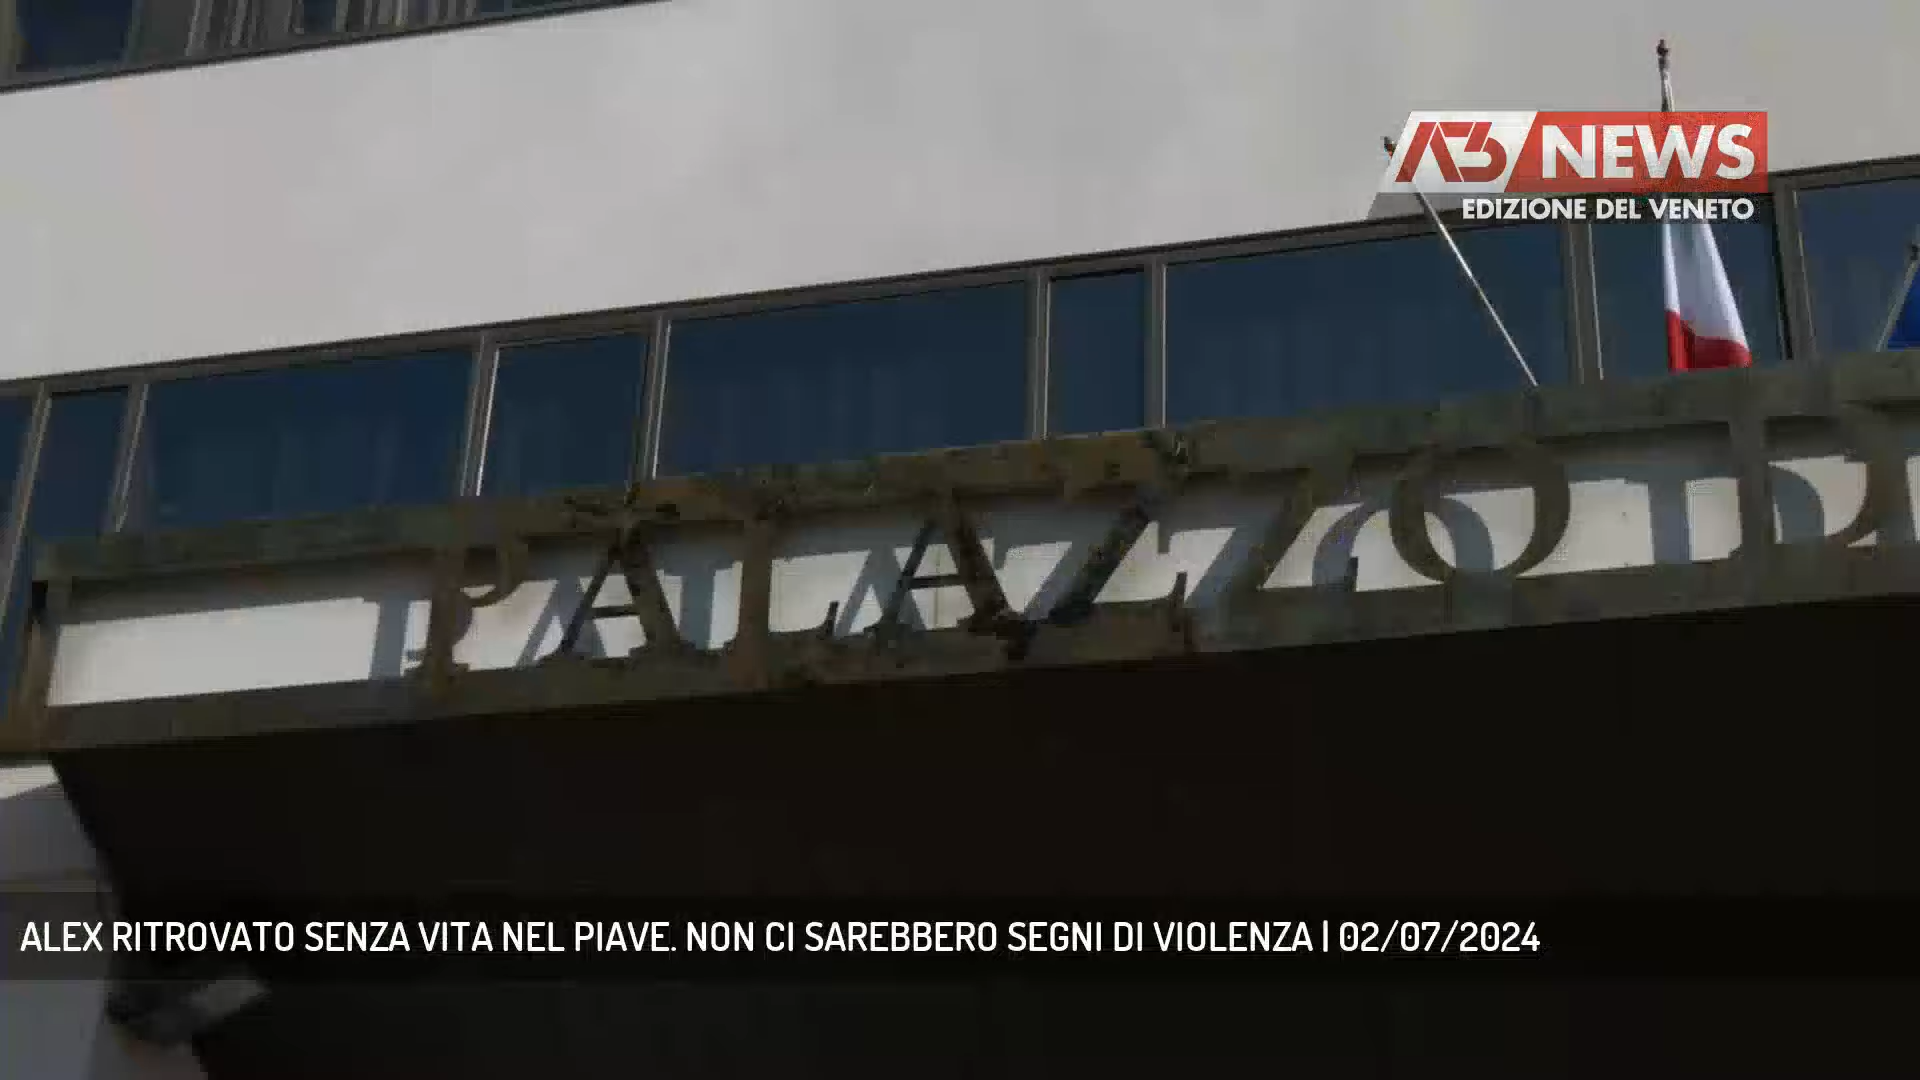 A3 NEWS
EDIZIONE DEL VENETO
PALAZZO DI
ALEX RITROVATO SENZA VITA NEL PIAVE. NON CI SAREBBERO SEGNI DI VIOLENZA | 02/07/2024